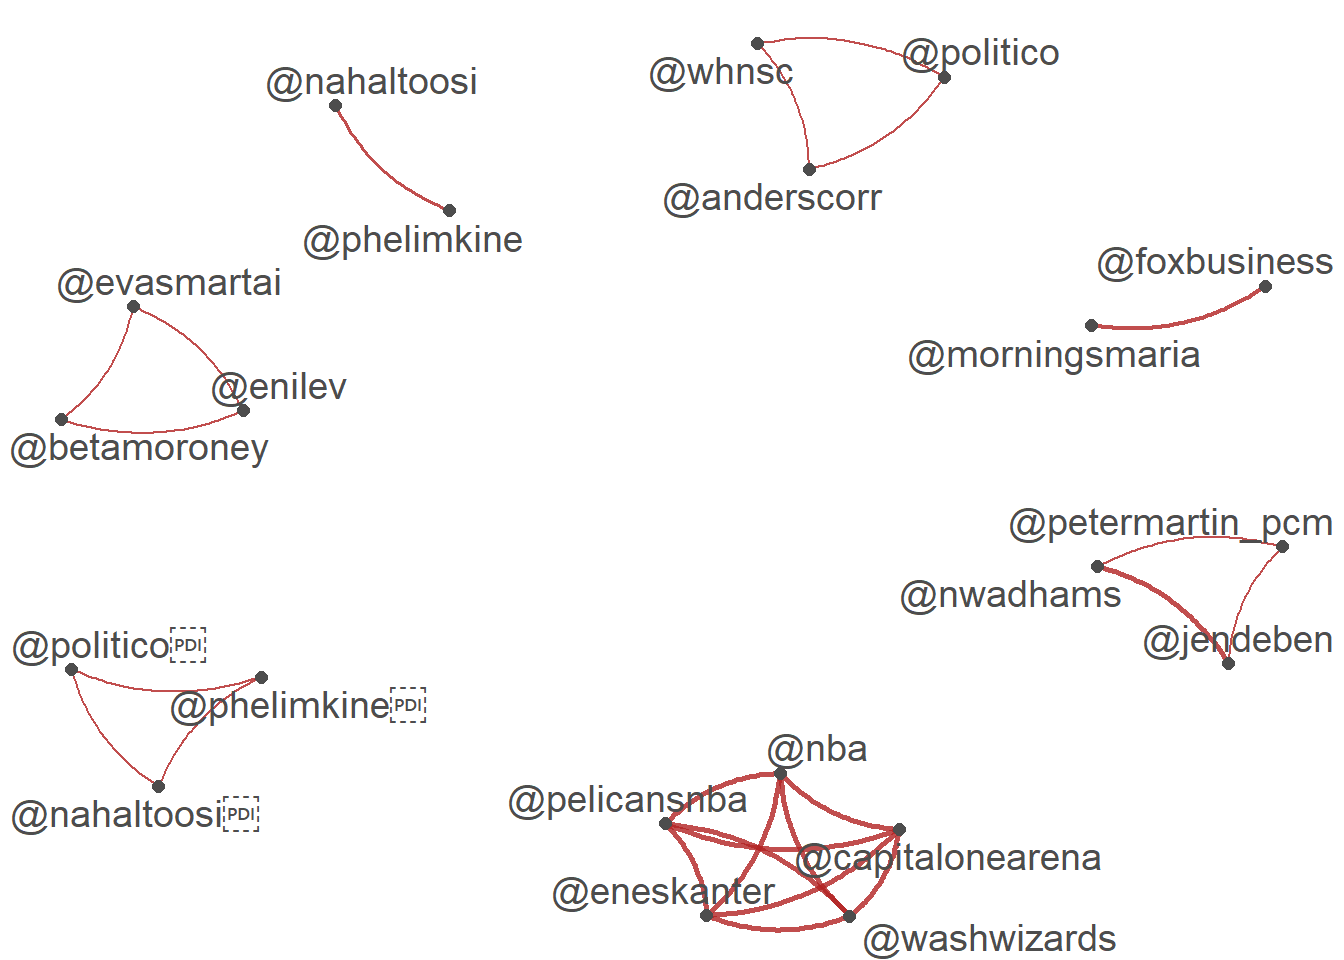 @politico
@whnsc
@nahaltoosi
@anderscorr
@phelimkine
@foxbusiness
@evasmartai
@morningsmaria
@enilev
@betamoroney
@petermartin_pcm
@nwadhams
@jendeben
@politicoPDI
@phelimkinePDI
@nba
@pelicansnba
@nahaltoosiPDI
@capitalonearena
@eneskanter
@washwizards